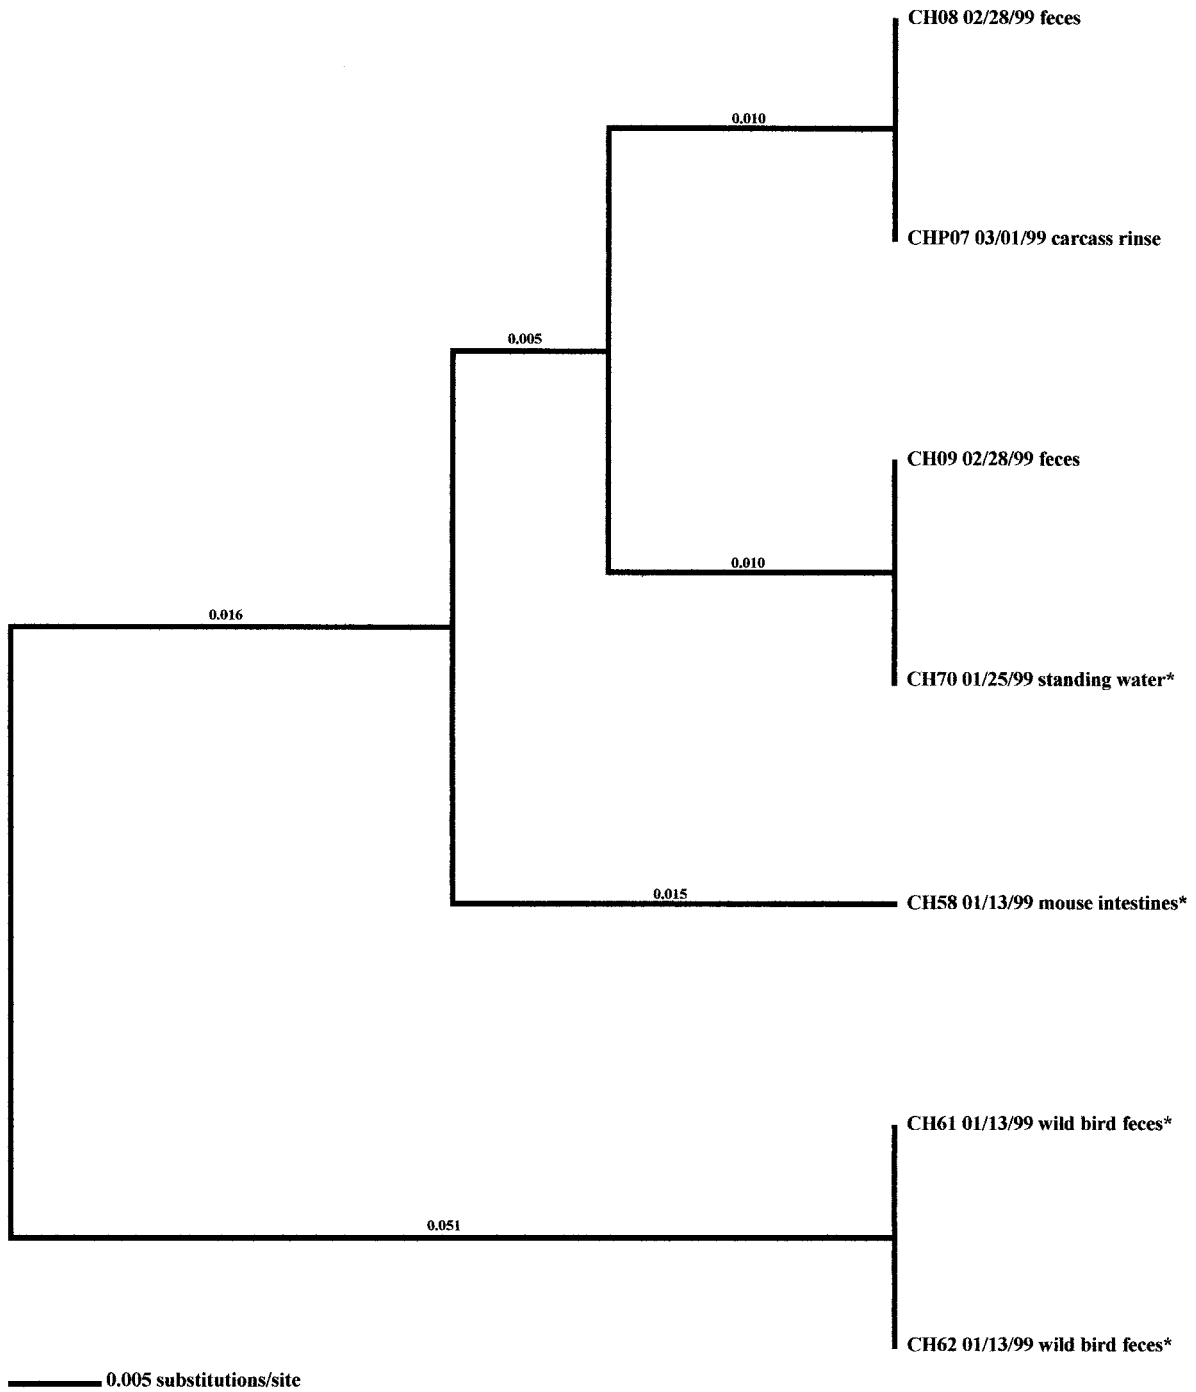 CH08 02/28/99 feces
0.010
CHP07 03/01/99 carcass rinse
0.005
CH09 02/28/99 feces
0.010
0.016
CH70 01/25/99 standing water*
0.015
CH58 01/13/99 mouse intestines*
CH61 01/13/99 wild bird feces*
0.051
CH62 01/13/99 wild bird feces*
0.005 substitutions/site